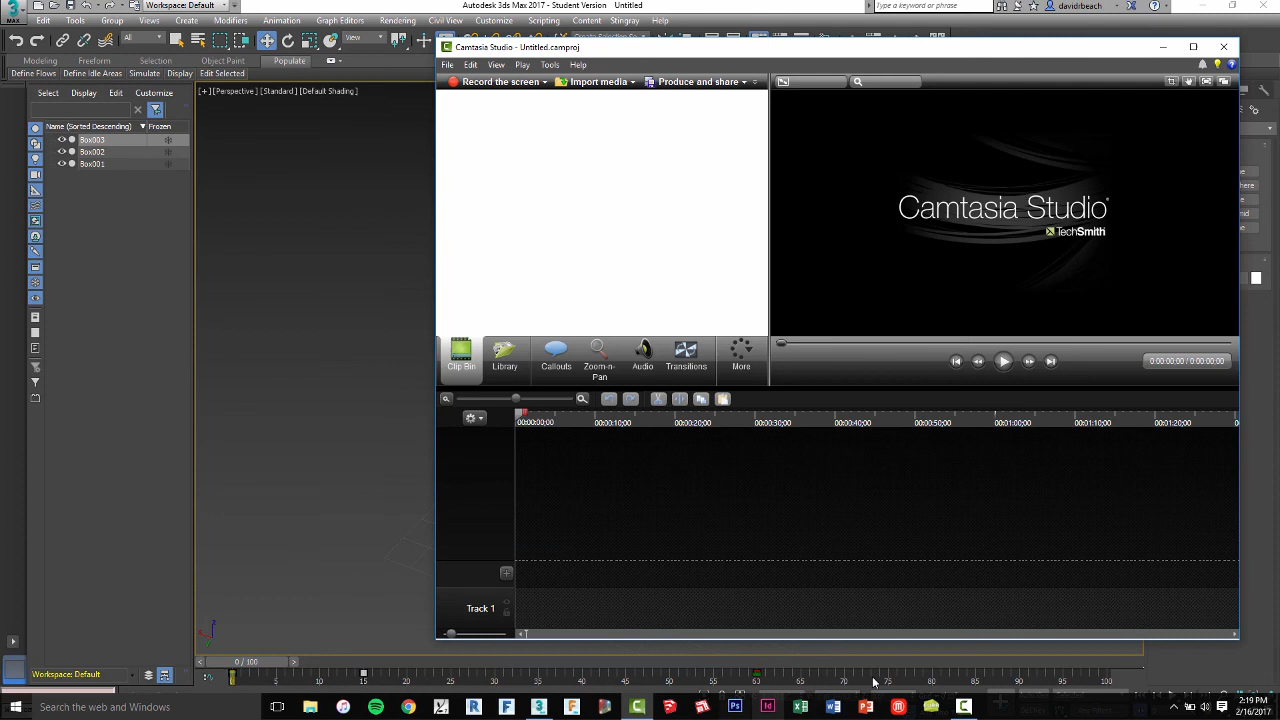 Workspace: Default
Autodesk 3ds Max 2017 - Student Version Untitled
Type a keyword or phrase
davidbeach
MAX
Edit Tools Group Views Create Modifiers Animation Graph Editors Rendering Civil View Customize Scripting Content Stingray Help
All
View
Modeling Freeform Selection Object Paint Populate
Define Flows Define Idle Areas Simulate Display Edit Selected
[+] [Perspective] [Standard] [Default Shading]
Edit Customize
Name (Sorted Descending) Frozen
Box003
Box002
Box001
Camtasia Studio - Untitled.camproj
File Edit View Play Tools Help
Record the screen Import media Produce and share
Camtasia Studio
TechSmith
Clip Bin Library Callouts Zoom-n-Pan Audio Transitions More
0:00:00;00 / 0:00:00;00
00:00:00;00 00:00:10;00 00:00:20;00 00:00:30;00 00:00:40;00 00:00:50;00 00:01:00;00 00:01:10;00 00:01:20;00
Track 1
0 / 100
Workspace: Default
0 5 10 15 20 25 30 35 40 45 50 55 60 65 70 75 80 85 90 95 100
Search the web and Windows
2:19 PM
2/16/2017